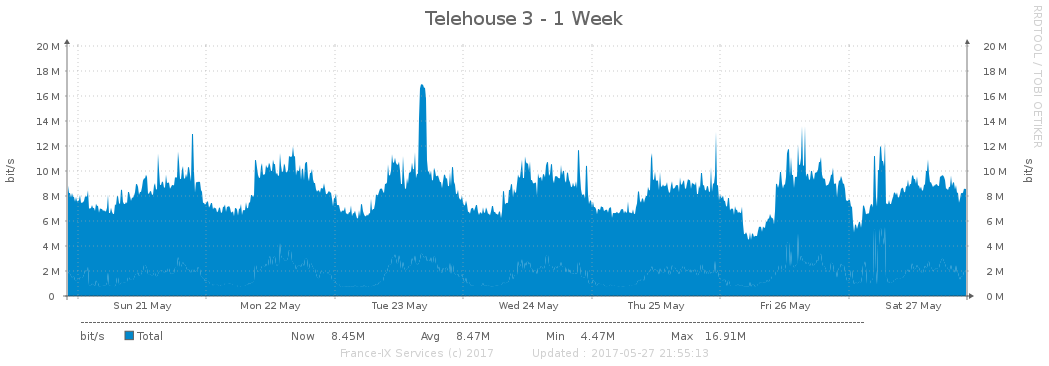 Telehouse 3 - 1 Week
RRDTOOL / TOBI OETIKER
20 M 20 M
18 M 18 M
16 M 16 M
14 M 14 M
12 M 12 M
10 M 10 M
8 M 8 M
6 M 6 M
4 M 4 M
2 M 2 M
0 0 M
bit/s bit/s
Sun 21 May Mon 22 May Tue 23 May Wed 24 May Thu 25 May Fri 26 May Sat 27 May
bit/s Total Now 8.45M Avg 8.47M Min 4.47M Max 16.91M
France-IX Services (c) 2017 Updated : 2017-05-27 21:55:13